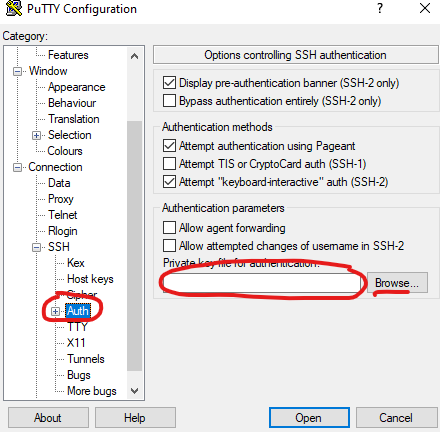 PuTTY Configuration
Category:
Features
Window
Appearance
Behaviour
Translation
Selection
Colours
Connection
Data
Proxy
Telnet
Rlogin
SSH
Kex
Host keys
Cipher
Auth
TTY
X11
Tunnels
Bugs
More bugs
Options controlling SSH authentication
Display pre-authentication banner (SSH-2 only)
Bypass authentication entirely (SSH-2 only)
Authentication methods
Attempt authentication using Pageant
Attempt TIS or CryptoCard auth (SSH-1)
Attempt "keyboard-interactive" auth (SSH-2)
Authentication parameters
Allow agent forwarding
Allow attempted changes of username in SSH-2
Private key file for authentication:
Browse...
About
Help
Open
Cancel